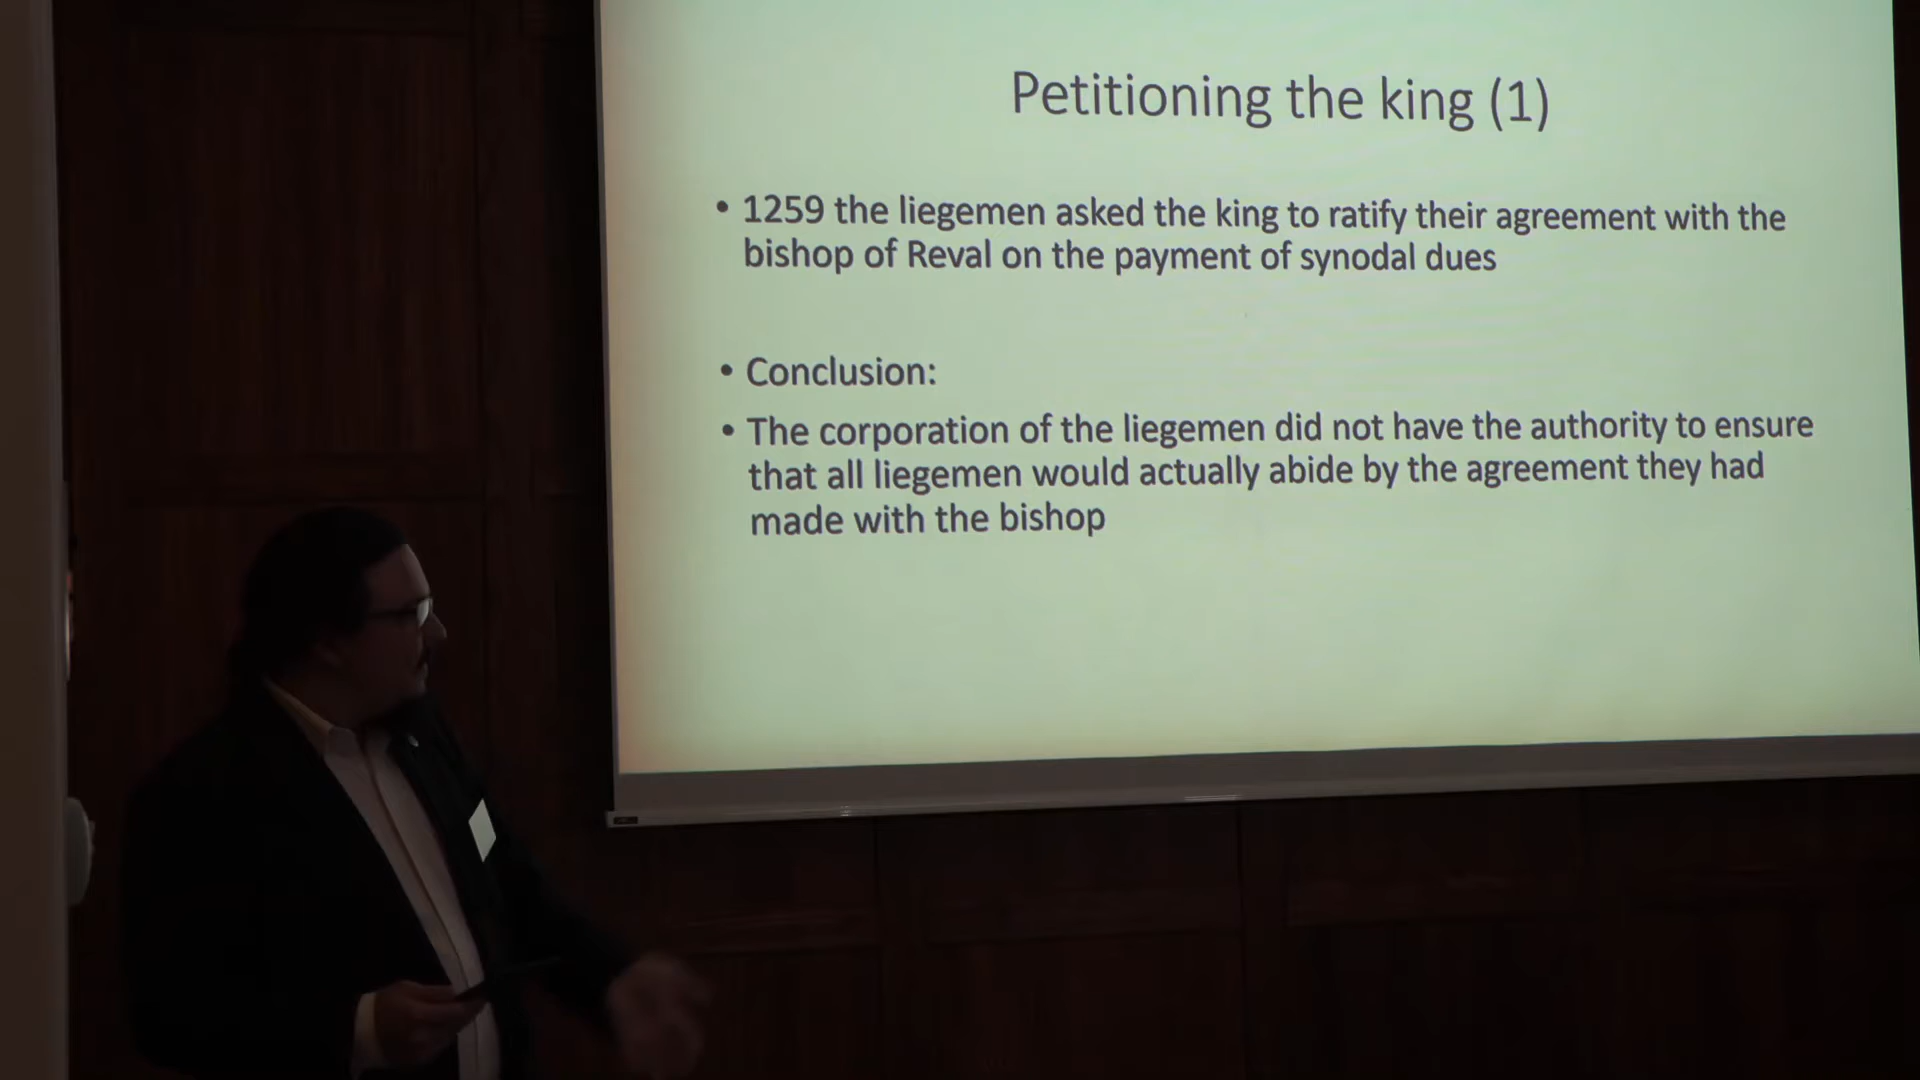 Petitioning the king (1)
• 1259 the liegemen asked the king to ratify their agreement with the
bishop of Reval on the payment of synodal dues
• Conclusion:
• The corporation of the liegemen did not have the authority to ensure
that all liegemen would actually abide by the agreement they had
made with the bishop